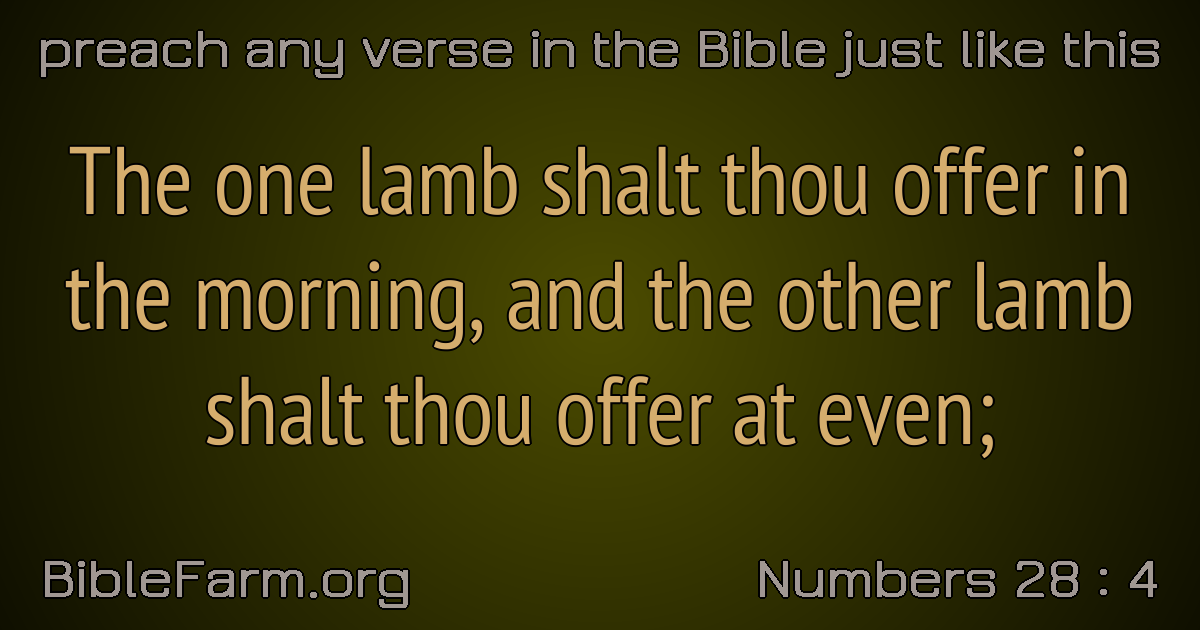 preach any verse in the Bible just like this
The one lamb shalt thou offer in
the morning, and the other lamb
shalt thou offer at even;
BibleFarm.org
Numbers 28 : 4